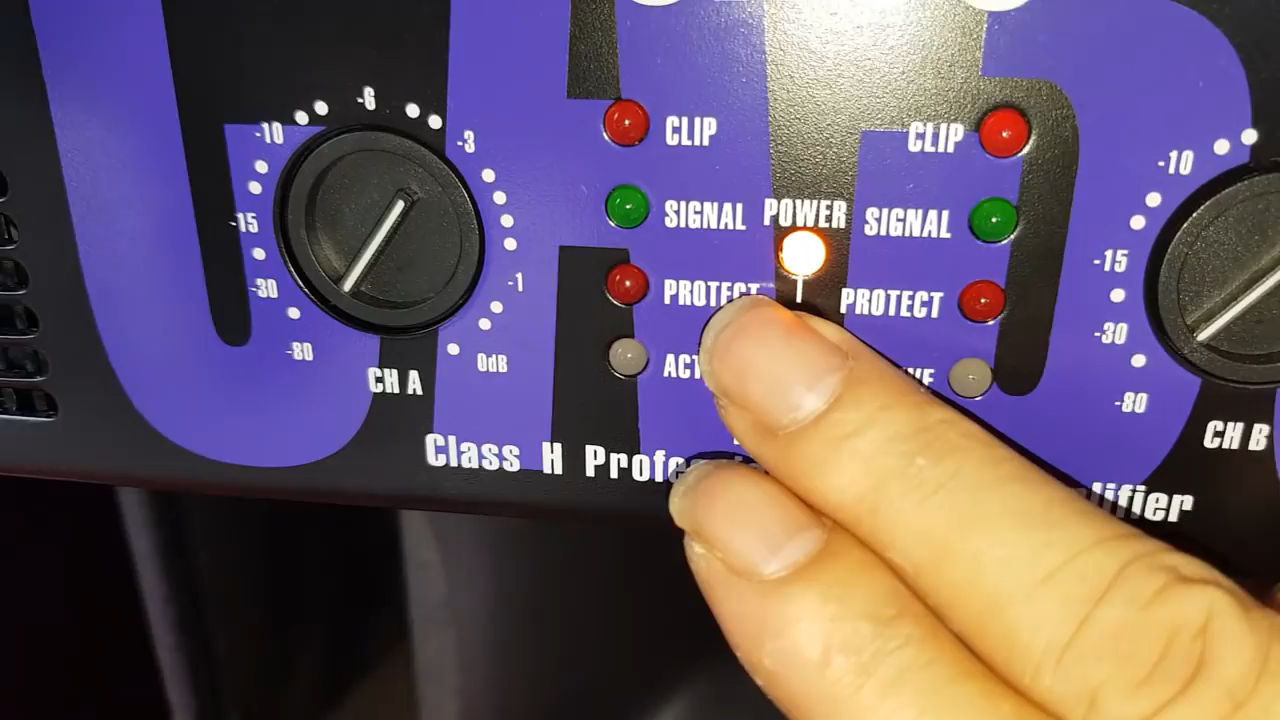 -6
-10
-3
-15
-30
-1
-80
0dB
CH A
CLIP
SIGNAL
PROTECT
POWER
CLIP
SIGNAL
PROTECT
-10
-15
-30
-80
CH B
Class H